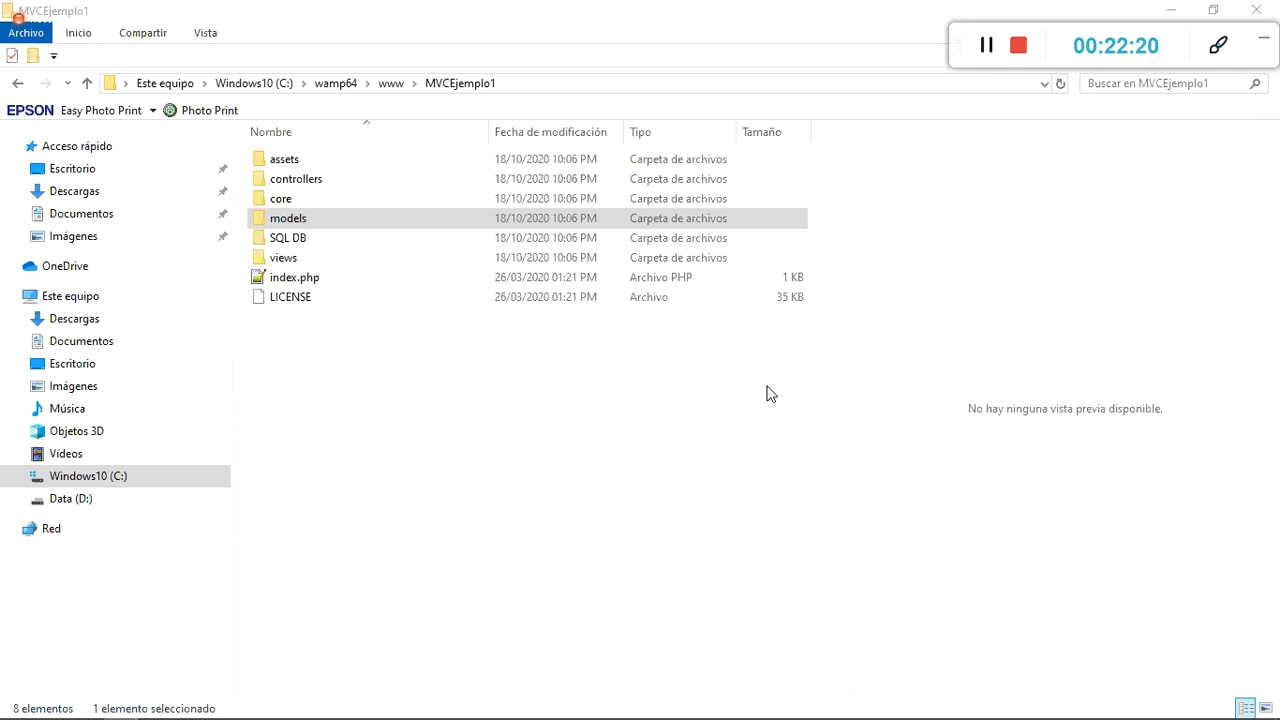 MVCEjemplo1
Archivo Inicio Compartir Vista
00:22:20
Este equipo Windows10 (C:) wamp64 www MVCEjemplo1 Buscar en MVCEjemplo1
EPSON Easy Photo Print Photo Print
Nombre Fecha de modificación Tipo Tamaño
Acceso rápido
Escritorio
Descargas
Documentos
Imágenes
OneDrive
Este equipo
Descargas
Documentos
Escritorio
Imágenes
Música
Objetos 3D
Vídeos
Windows10 (C:)
Data (D:)
Red
assets 18/10/2020 10:06 PM Carpeta de archivos
controllers 18/10/2020 10:06 PM Carpeta de archivos
core 18/10/2020 10:06 PM Carpeta de archivos
models 18/10/2020 10:06 PM Carpeta de archivos
SQL DB 18/10/2020 10:06 PM Carpeta de archivos
views 18/10/2020 10:06 PM Carpeta de archivos
index.php 26/03/2020 01:21 PM Archivo PHP 1 KB
LICENSE 26/03/2020 01:21 PM Archivo 35 KB
No hay ninguna vista previa disponible.
8 elementos 1 elemento seleccionado